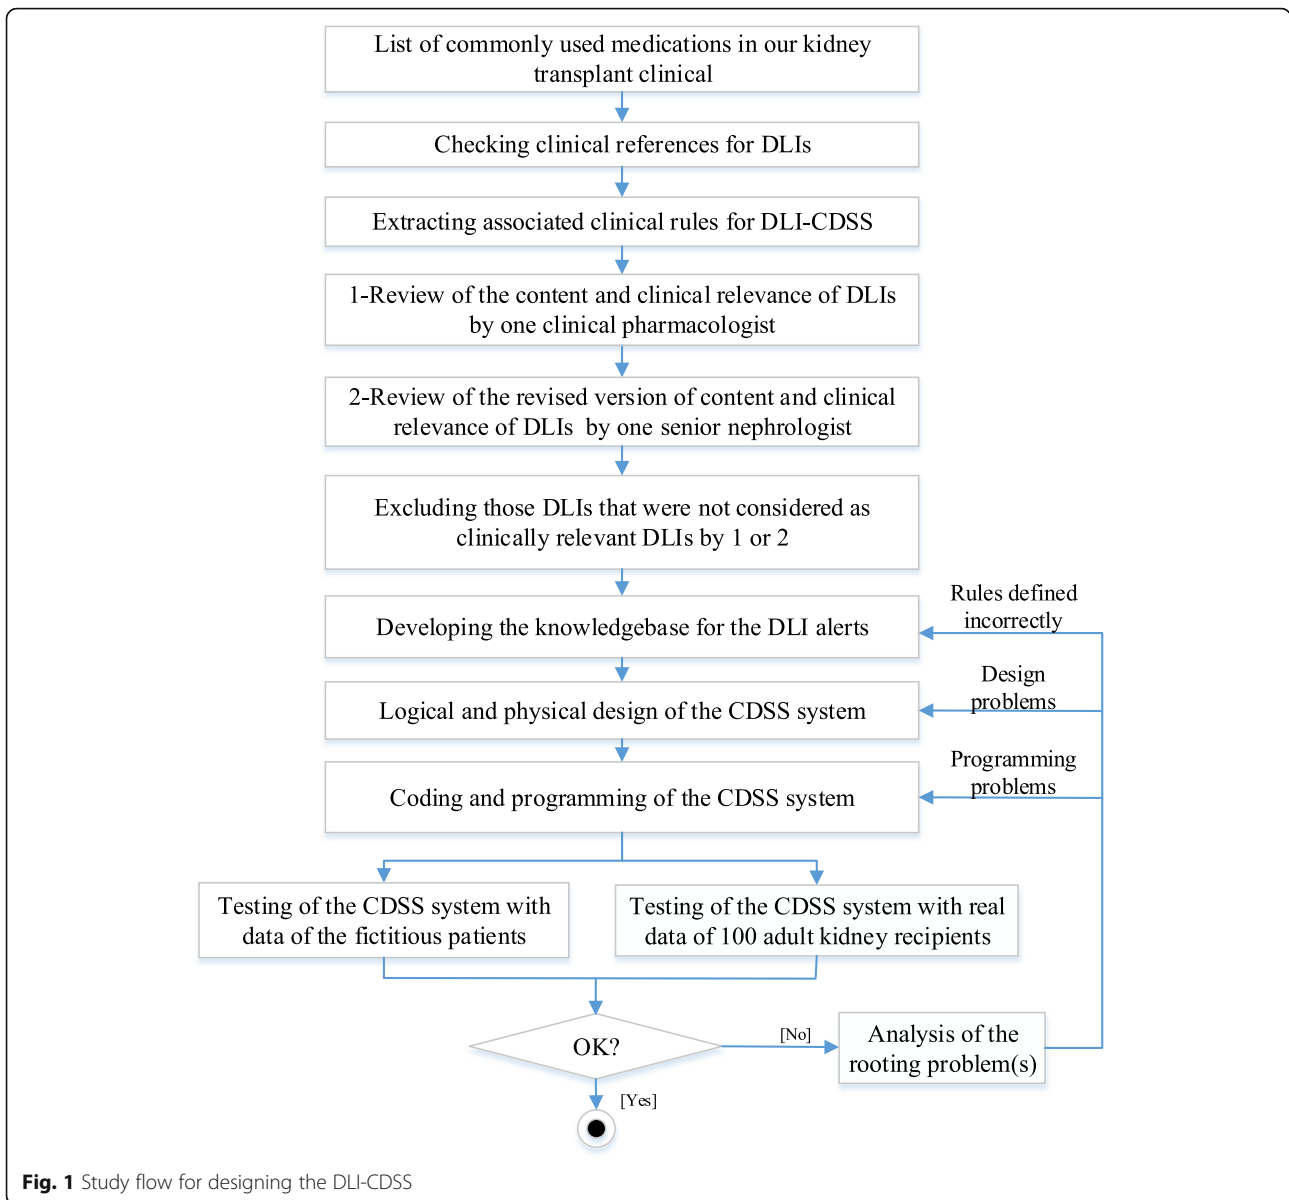 List of commonly used medications in our kidney
transplant clinical
Checking clinical references for DLIs
Extracting associated clinical rules for DLI-CDSS
1-Review of the content and clinical relevance of DLIs
by one clinical pharmacologist
2-Review of the revised version of content and clinical
relevance of DLIs by one senior nephrologist
Excluding those DLIs that were not considered as
clinically relevant DLIs by 1 or 2
Rules defined
incorrectly
Developing the knowledgebase for the DLI alerts
Design
problems
Logical and physical design of the CDSS system
Programming
problems
Coding and programming of the CDSS system
Testing of the CDSS system with
data of the fictitious patients
Testing of the CDSS system with real
data of 100 adult kidney recipients
OK?
[No]
Analysis of the
rooting problem(s)
[Yes]
Fig. 1 Study flow for designing the DLI-CDSS